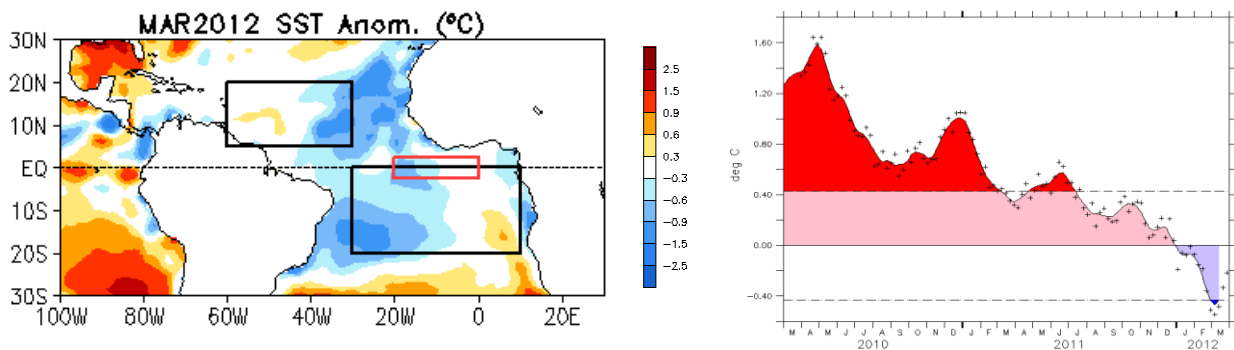 MAR2012 SST Anom. (°C)
30N
20N
10N
EQ
10S
20S
30S
100W 80W 60W 40W 20W 0 20E
2.5
1.5
0.9
0.6
0.3
-0.3
-0.6
-0.9
-1.5
-2.5
deg C
1.60
1.20
0.80
0.40
0.00
-0.40
M A M J J A S O N D J F M A M J J A S O N D J F M
2010 2011 2012